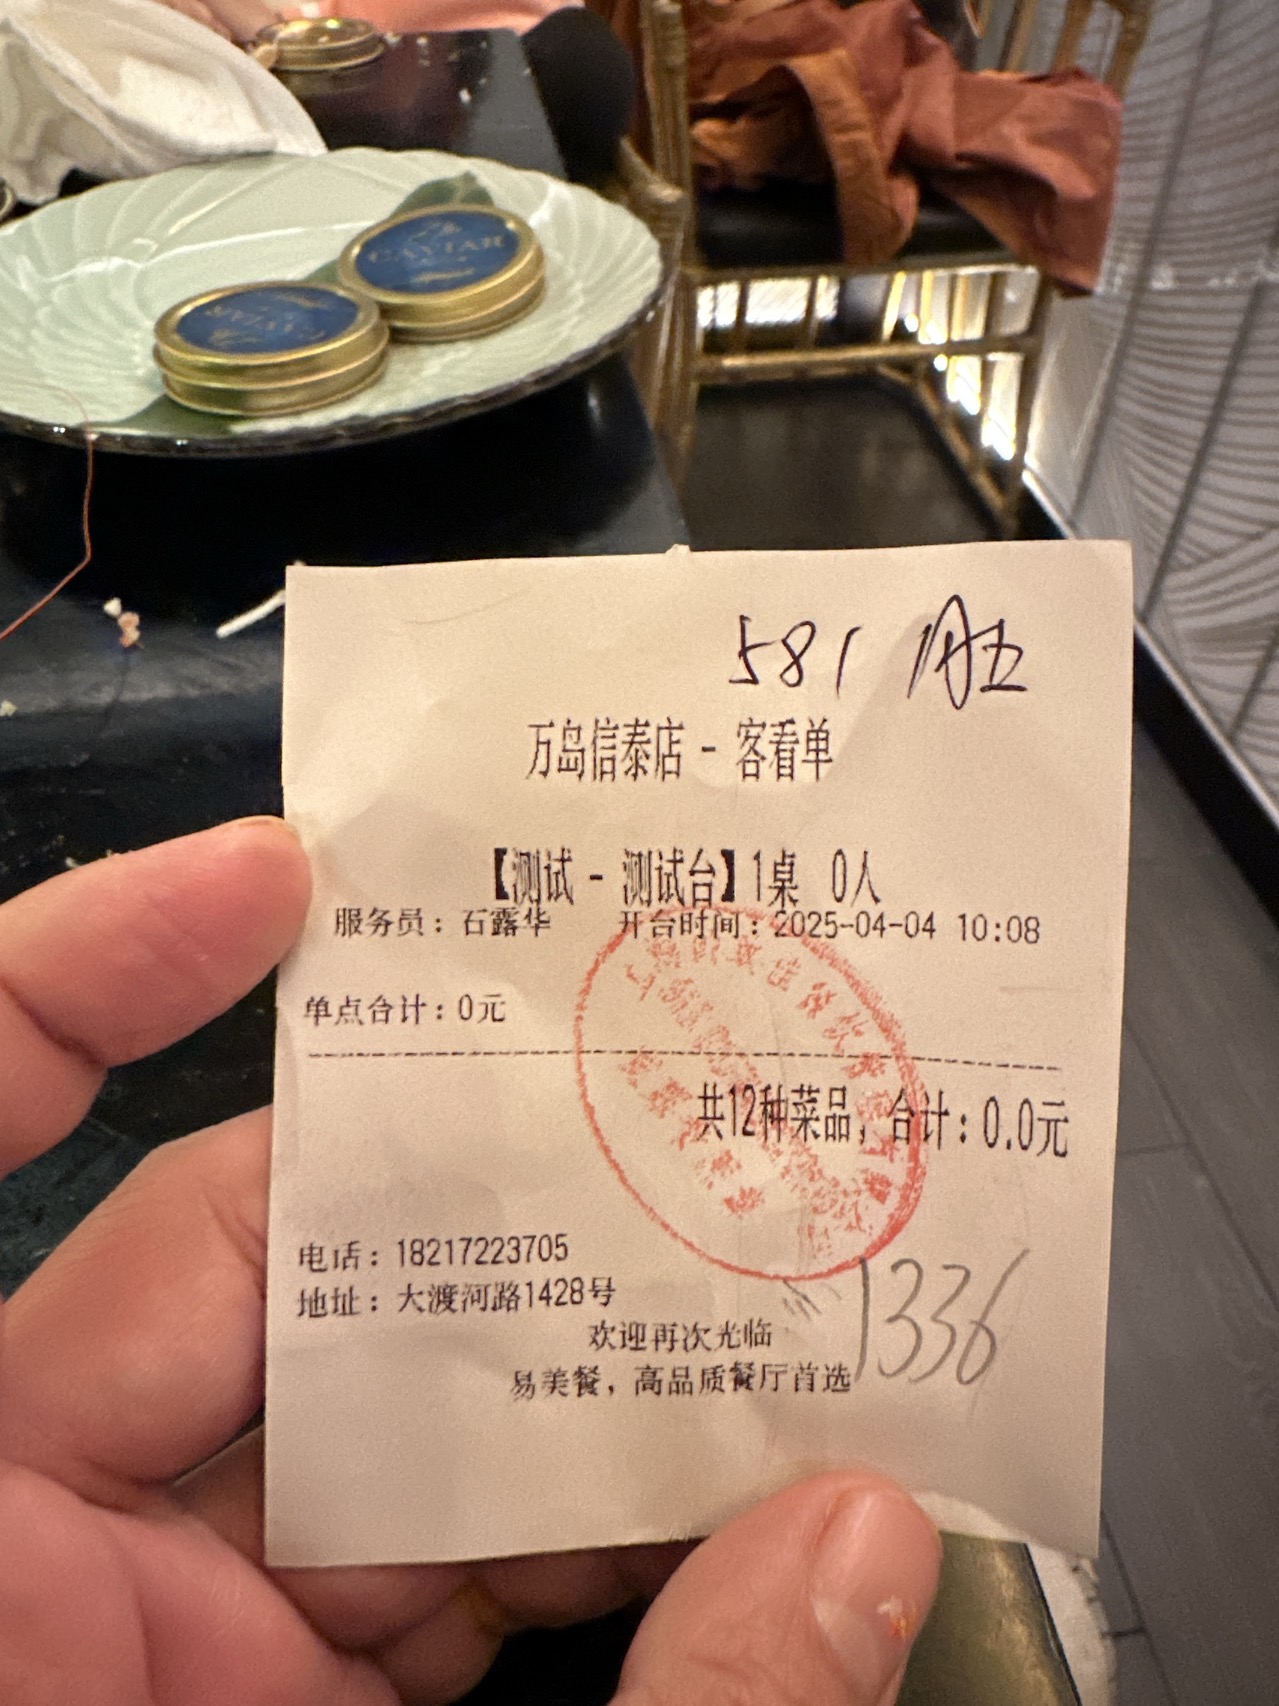 CAVIAR
CAVIAR
581
万岛信泰店 - 客看单
【测试 - 测试台】1桌 0人
服务员：石露华 开台时间：2025-04-04 10:08
单点合计：0元
共12种菜品，合计：0.0元
电话：18217223705
地址：大渡河路1428号
1336
欢迎再次光临
易美餐，高品质餐厅首选